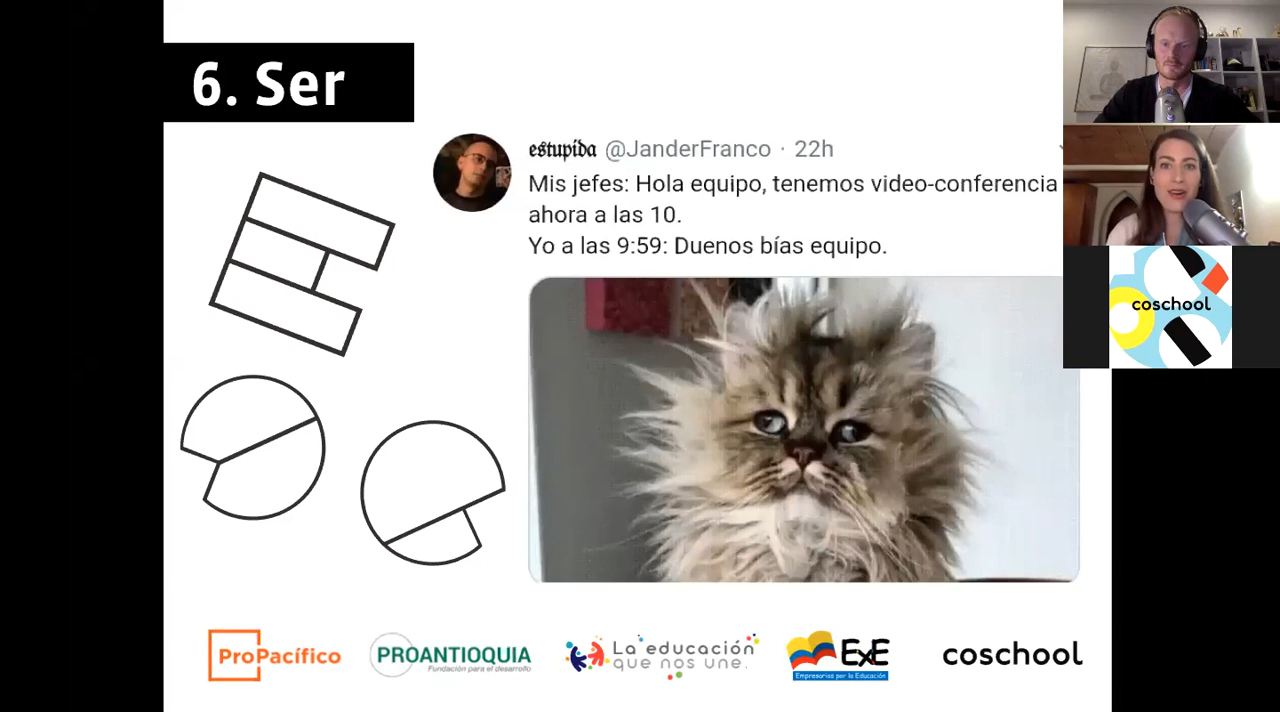 6. Ser
estupida @JanderFranco · 22h
Mis jefes: Hola equipo, tenemos video-conferencia
ahora a las 10.
Yo a las 9:59: Duenos bías equipo.
coschool
ProPacífico
PROANTIOQUIA
Fundación para el desarrollo
La educación
que nos une.
ExE
Empresarios por la Educación
coschool